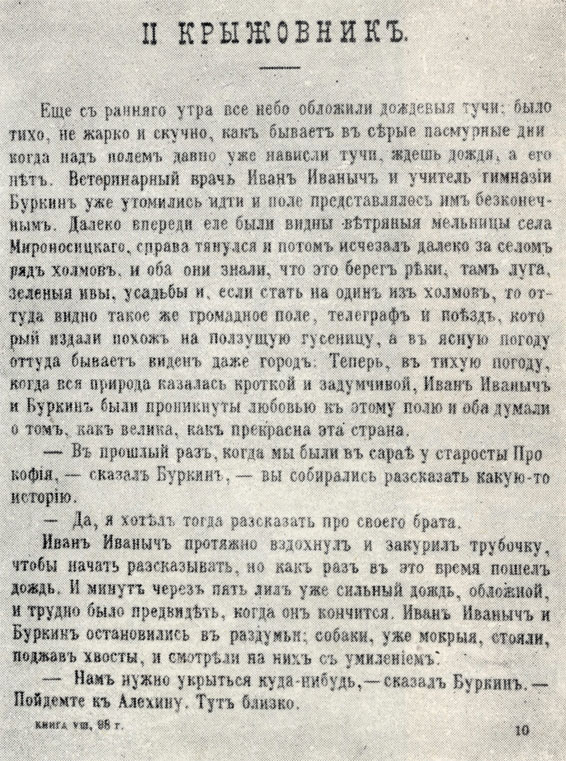 II КРЫЖОВНИКЪ.
Еще съ ранняго утра все небо обложили дождевыя тучи; было
тихо, не жарко и скучно, какъ бываетъ въ сѣрые пасмурные дни
когда надъ полемъ давно уже нависли тучи, ждешь дождя, а его
нѣтъ. Ветеринарный врачъ Иванъ Иванычъ и учитель гимназіи
Буркинъ уже утомились идти и поле представлялось имъ безконеч-
нымъ. Далеко впереди еле были видны вѣтряныя мельницы села
Мироносицкаго, справа тянулся и потомъ исчезалъ далеко за селомъ
рядъ холмовъ, и оба они знали, что это берегъ рѣки, тамъ луга,
зеленыя ивы, усадьбы и, если стать на одинъ изъ холмовъ, то от-
туда видно такое же громадное поле, телеграфъ и поѣздъ, кото
рый издали похожъ на ползущую гусеницу, а въ ясную погоду
оттуда бываетъ виденъ даже городъ. Теперь, въ тихую погоду,
когда вся природа казалась кроткой и задумчивой, Иванъ Иванычъ
и Буркинъ были проникнуты любовью къ этому полю и оба думали
о томъ, какъ велика, какъ прекрасна эта страна.
— Въ прошлый разъ, когда мы были въ сараѣ у старосты Про
кофія, — сказалъ Буркинъ, — вы собирались разсказать какую-то
исторію.
— Да, я хотѣлъ тогда разсказать про своего брата.
Иванъ Иванычъ протяжно вздохнулъ и закурилъ трубочку,
чтобы начать разсказывать, но какъ разъ въ это время пошелъ
дождь. И минутъ черезъ пять лилъ уже сильный дождь, обложной,
и трудно было предвидѣть, когда онъ кончится. Иванъ Иванычъ и
Буркинъ остановились въ раздумьи; собаки, уже мокрыя, стояли,
поджавъ хвосты, и смотрѣли на нихъ съ умиленіемъ.
— Намъ нужно укрыться куда-нибудь, — сказалъ Буркинъ. —
Пойдемте къ Алехину. Тутъ близко.
КНИГА VIII, 98 г.
10